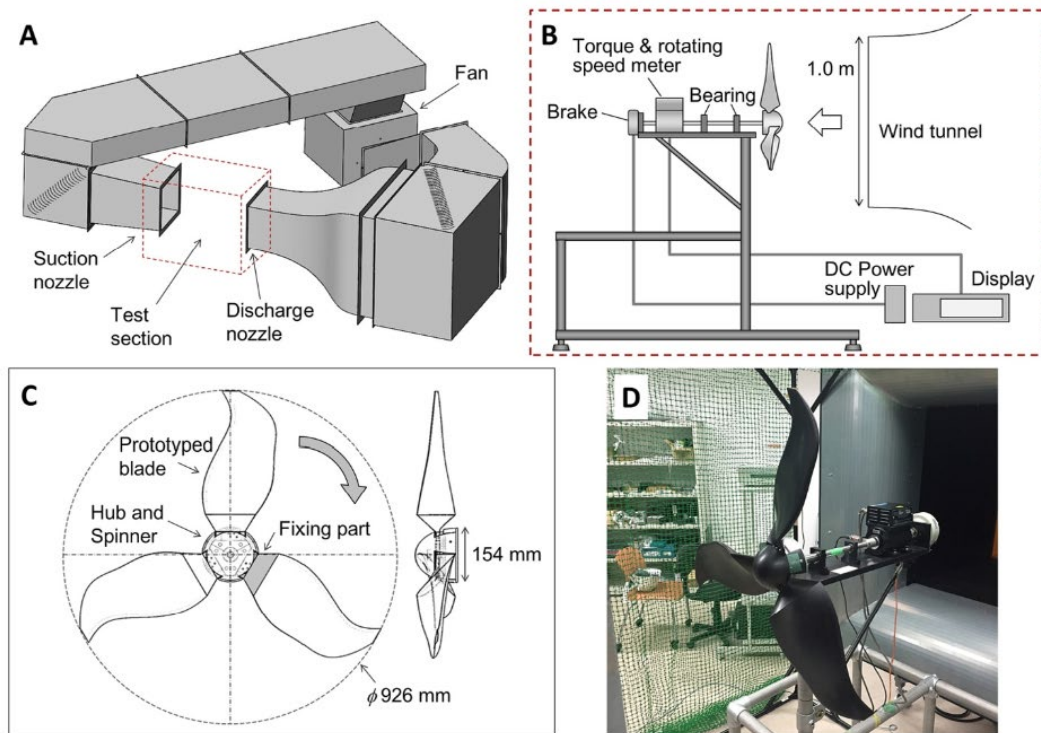 A
Fan
Suction
nozzle
Test
section
Discharge
nozzle
B
Torque & rotating
speed meter
Brake
Bearing
1.0 m
Wind tunnel
DC Power
supply
Display
C
Prototyped
blade
Hub and
Spinner
Fixing part
154 mm
ϕ926 mm
D